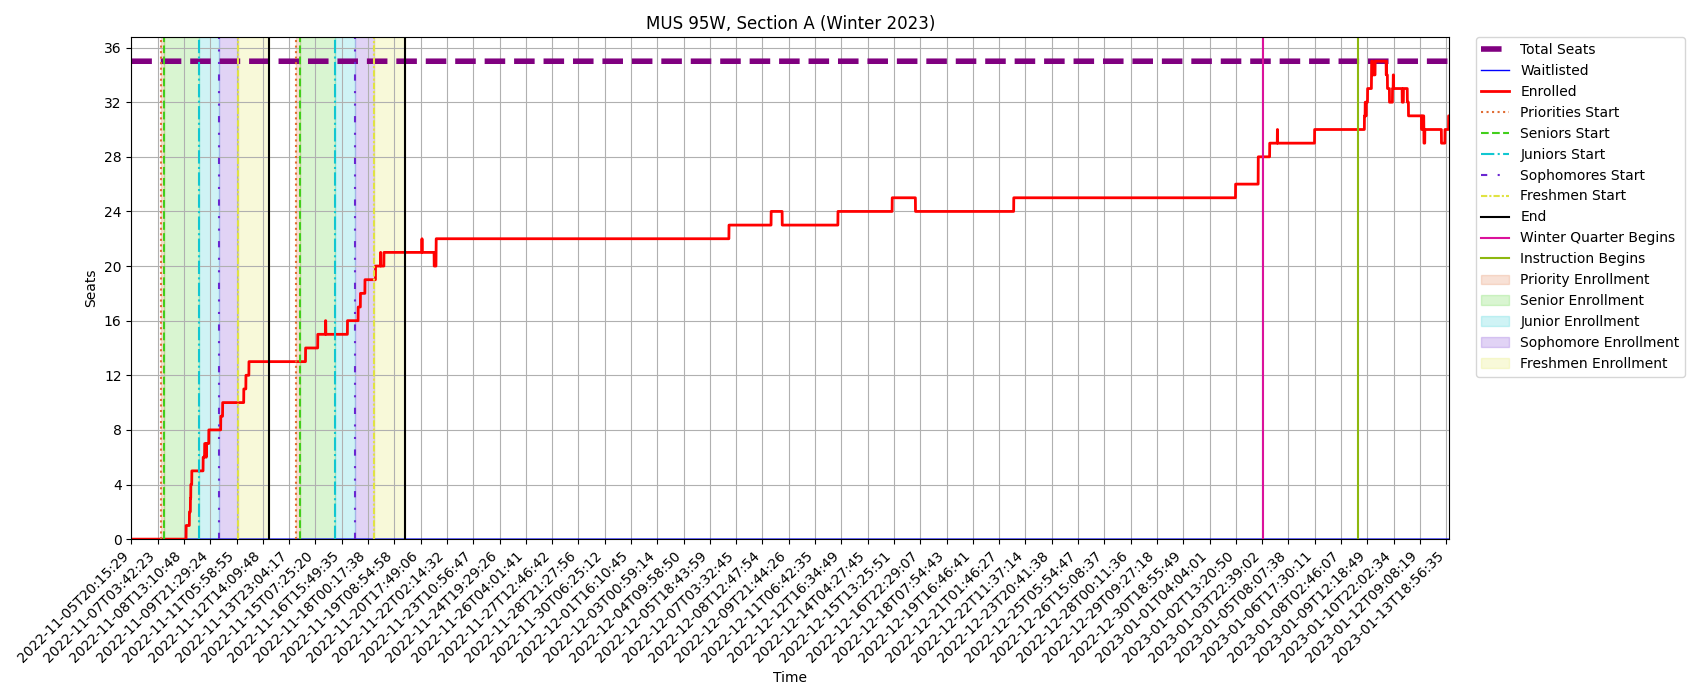 MUS 95W, Section A (Winter 2023)
Seats
36
32
28
24
20
16
12
8
4
0
2022-11-05T20:15:29
2022-11-07T03:42:23
2022-11-08T13:10:48
2022-11-09T21:29:24
2022-11-11T05:58:55
2022-11-12T14:09:48
2022-11-13T23:04:17
2022-11-15T07:25:20
2022-11-16T15:49:35
2022-11-18T00:17:38
2022-11-19T08:54:58
2022-11-20T17:49:06
2022-11-22T02:14:32
2022-11-23T10:56:47
2022-11-24T19:29:26
2022-11-26T04:01:41
2022-11-27T12:46:42
2022-11-28T21:27:56
2022-11-30T06:25:12
2022-12-01T16:10:45
2022-12-03T00:59:14
2022-12-04T09:58:50
2022-12-05T18:43:59
2022-12-07T03:32:45
2022-12-08T12:47:54
2022-12-09T21:44:26
2022-12-11T06:42:35
2022-12-12T16:34:49
2022-12-14T04:27:45
2022-12-15T13:25:51
2022-12-16T22:29:07
2022-12-18T07:54:43
2022-12-19T16:46:41
2022-12-21T01:46:27
2022-12-22T11:37:14
2022-12-23T20:41:38
2022-12-25T05:54:47
2022-12-26T15:08:37
2022-12-28T00:11:36
2022-12-29T09:27:18
2022-12-30T18:55:49
2023-01-01T04:04:01
2023-01-02T13:20:50
2023-01-03T22:39:02
2023-01-05T08:07:38
2023-01-06T17:30:11
2023-01-08T02:46:07
2023-01-09T12:18:49
2023-01-10T22:02:34
2023-01-12T09:08:19
2023-01-13T18:56:35
Time
Total Seats
Waitlisted
Enrolled
Priorities Start
Seniors Start
Juniors Start
Sophomores Start
Freshmen Start
End
Winter Quarter Begins
Instruction Begins
Priority Enrollment
Senior Enrollment
Junior Enrollment
Sophomore Enrollment
Freshmen Enrollment